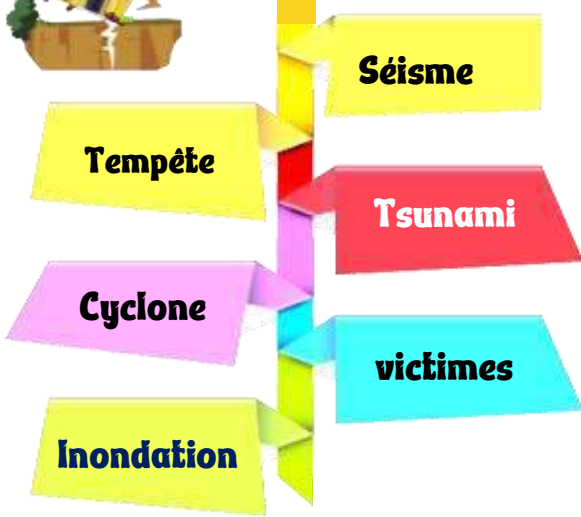 Séisme
Tempête
Tsunami
Cyclone
victimes
Inondation